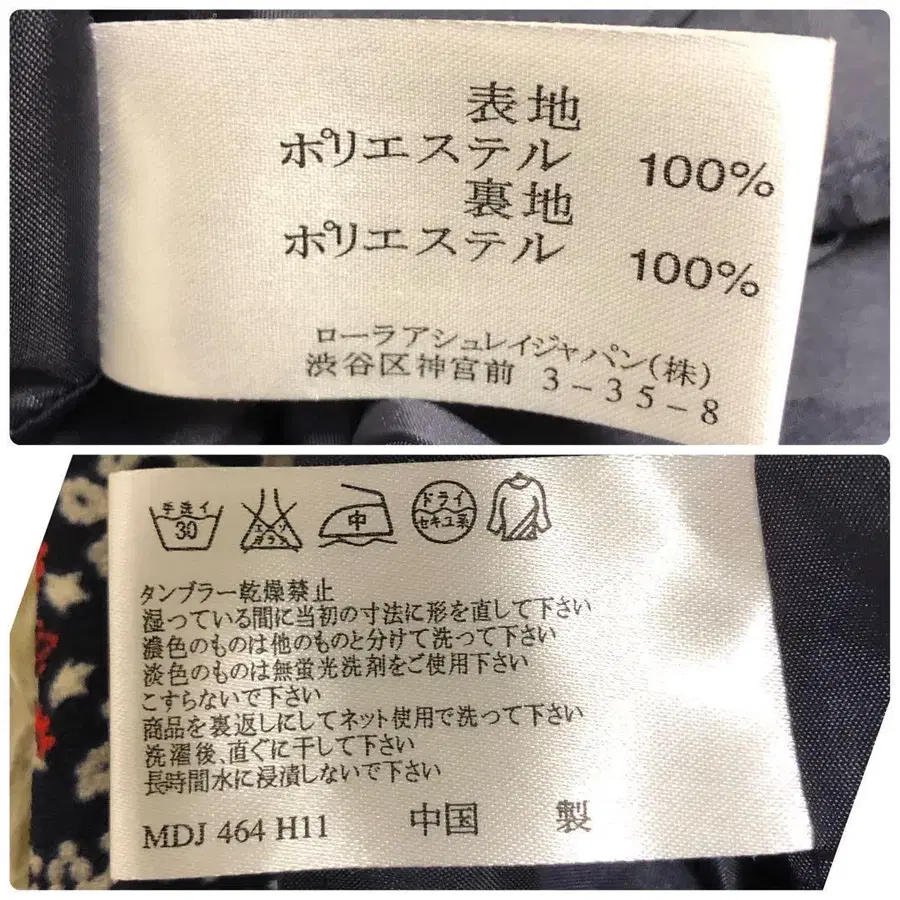 表地
ポリエステル 100%
裏地
ポリエステル 100%
ローラアシュレイジャパン(株)
渋谷区神宮前 3-35-8
手洗イ
30
エンソ
サラシ
中
ドライ
セキユ系
タンブラー乾燥禁止
湿っている間に当初の寸法に形を直して下さい
濃色のものは他のものと分けて洗って下さい
淡色のものは無蛍光洗剤をご使用下さい
こすらないで下さい
商品を裏返しにしてネット使用で洗って下さい
洗濯後、直ぐに干して下さい
長時間水に浸漬しないで下さい
MDJ 464 H11 中国 製